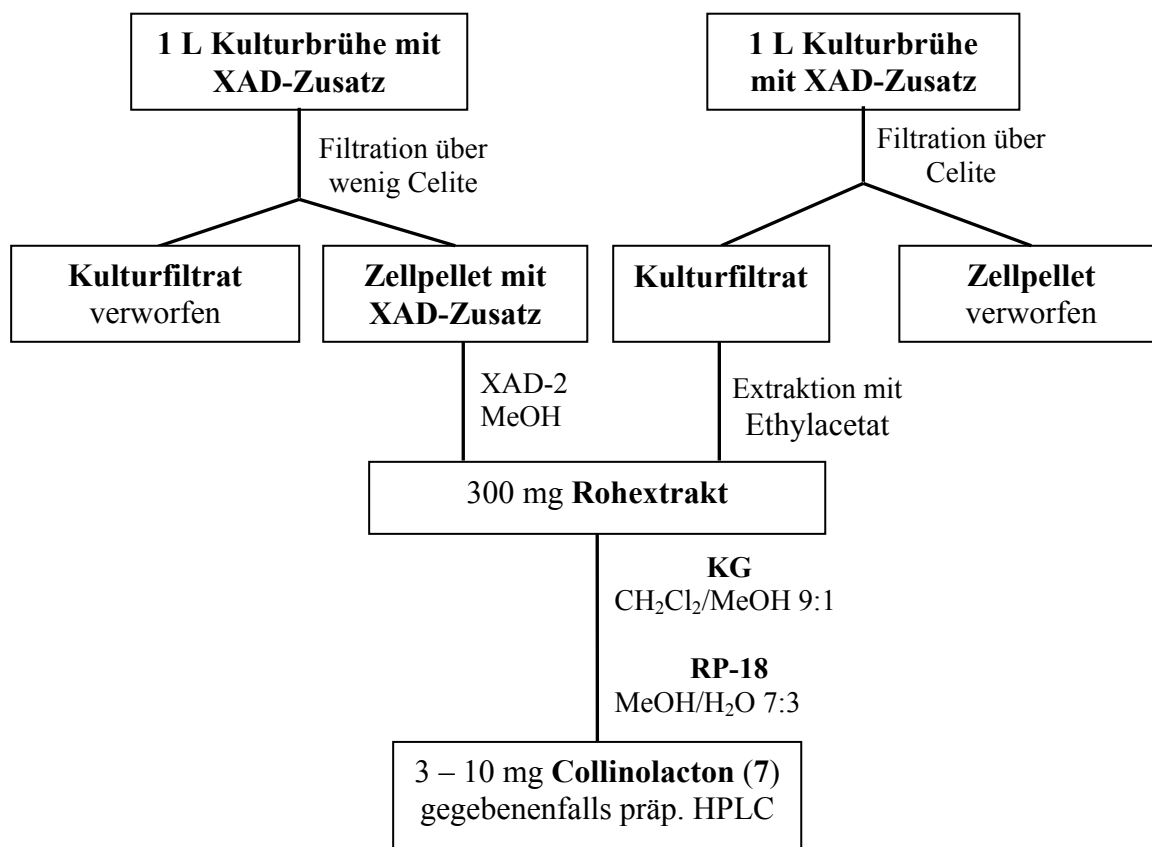 1 L Kulturbrühe mit
XAD-Zusatz
1 L Kulturbrühe
mit XAD-Zusatz
Filtration über
wenig Celite
Filtration über
Celite
Kulturfiltrat
verworfen
Zellpellet mit
XAD-Zusatz
Kulturfiltrat
Zellpellet
verworfen
XAD-2
MeOH
Extraktion mit
Ethylacetat
300 mg Rohextrakt
KG
CH₂Cl₂/MeOH 9:1
RP-18
MeOH/H₂O 7:3
3 – 10 mg Collinolacton (7)
gegebenenfalls präp. HPLC